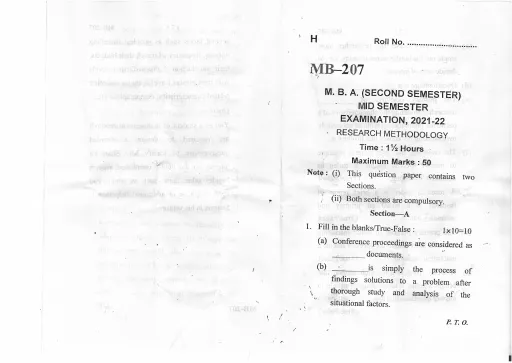 H
Roll No. ..............................
MB–207
M. B. A. (SECOND SEMESTER)
MID SEMESTER
EXAMINATION, 2021-22
RESEARCH METHODOLOGY
Time : 1½ Hours
Maximum Marks : 50
Note : (i) This question paper contains two
Sections.
(ii) Both sections are compulsory.
Section—A
1. Fill in the blanks/True-False : 1×10=10
(a) Conference proceedings are considered as
________ documents.
(b) ________ is simply the process of
findings solutions to a problem after
thorough study and analysis of the
situational factors.
P. T. O.